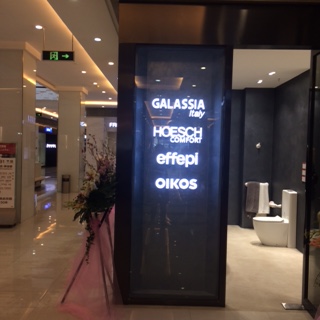 GALASSIA
italy
HOESCH
COMFORT
effepi
OIKOS